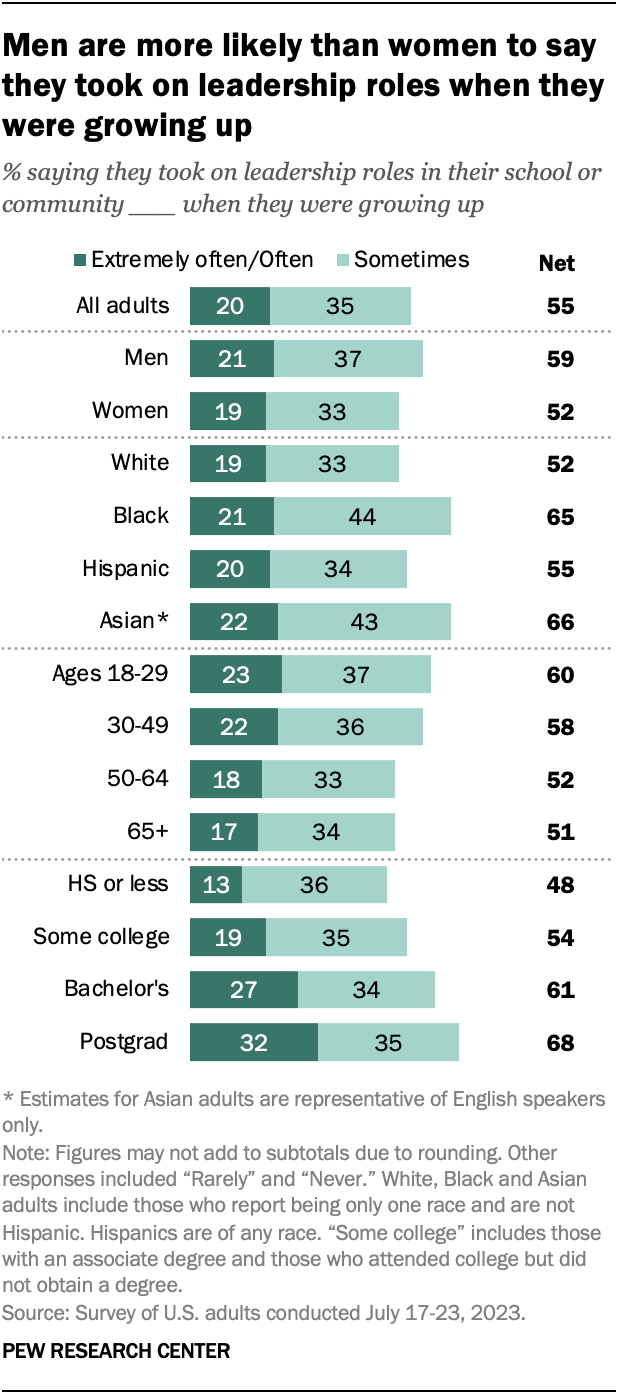 Men are more likely than women to say
they took on leadership roles when they
were growing up
% saying they took on leadership roles in their school or
community ____ when they were growing up
Extremely often/Often Sometimes Net
All adults 20 35 55
Men 21 37 59
Women 19 33 52
White 19 33 52
Black 21 44 65
Hispanic 20 34 55
Asian* 22 43 66
Ages 18-29 23 37 60
30-49 22 36 58
50-64 18 33 52
65+ 17 34 51
HS or less 13 36 48
Some college 19 35 54
Bachelor's 27 34 61
Postgrad 32 35 68
* Estimates for Asian adults are representative of English speakers
only.
Note: Figures may not add to subtotals due to rounding. Other
responses included “Rarely” and “Never.” White, Black and Asian
adults include those who report being only one race and are not
Hispanic. Hispanics are of any race. “Some college” includes those
with an associate degree and those who attended college but did
not obtain a degree.
Source: Survey of U.S. adults conducted July 17-23, 2023.
PEW RESEARCH CENTER